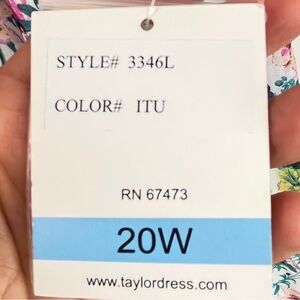 STYLE# 3346L
COLOR# ITU
RN 67473
20W
www.taylordress.com